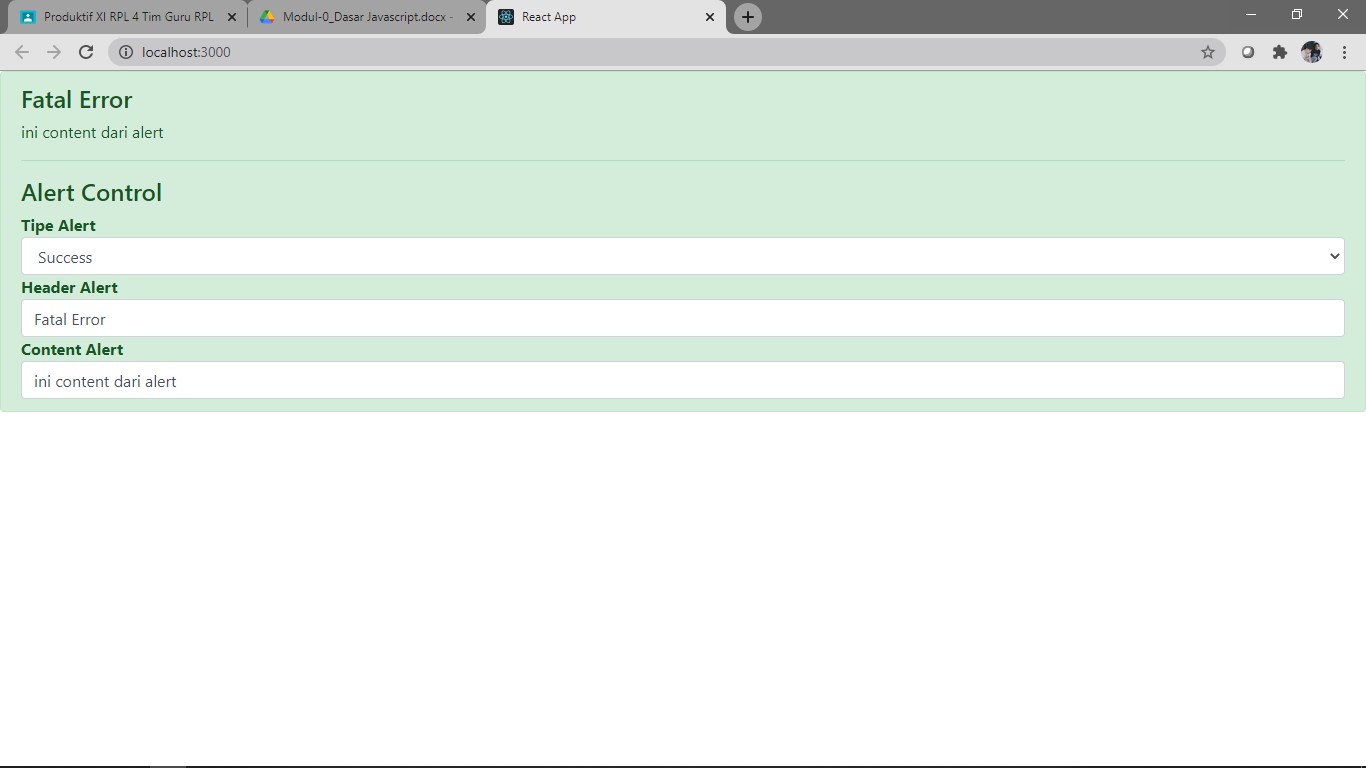 Produktif XI RPL 4 Tim Guru RPL
Modul-0_Dasar Javascript.docx -
React App
localhost:3000
Fatal Error
ini content dari alert
Alert Control
Tipe Alert
Success
Header Alert
Fatal Error
Content Alert
ini content dari alert